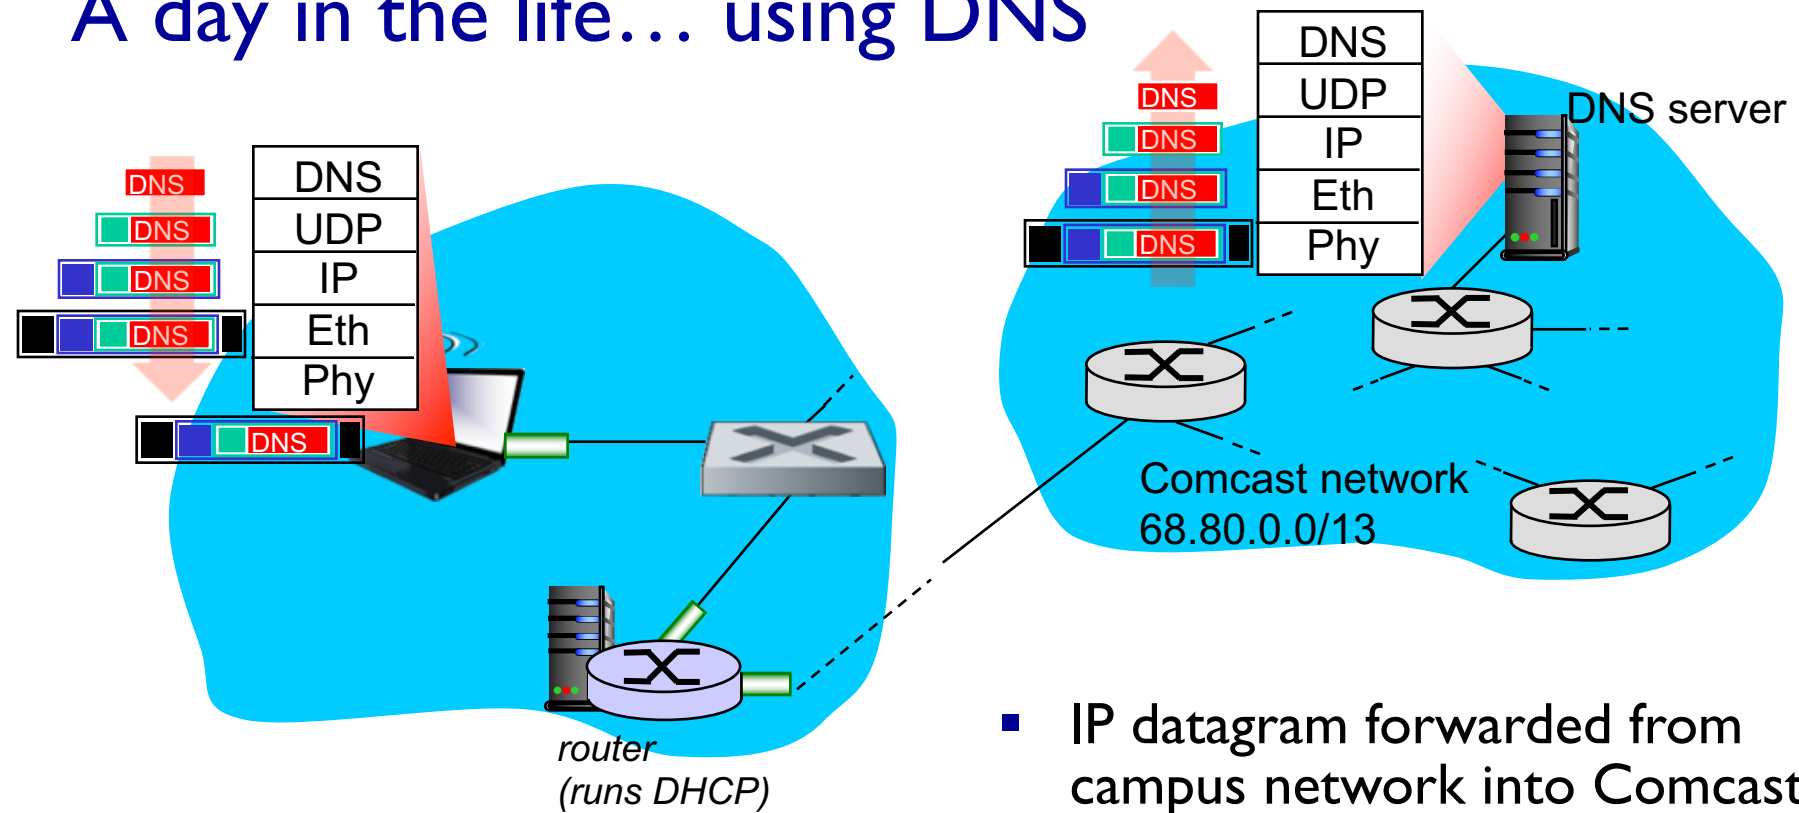 A day in the life… using DNS
DNS
UDP
IP
Eth
Phy
DNS
DNS
DNS
DNS
DNS
DNS
UDP
IP
Eth
Phy
DNS
DNS
DNS
DNS
DNS server
Comcast network
68.80.0.0/13
router
(runs DHCP)
▪ IP datagram forwarded from
campus network into Comcast